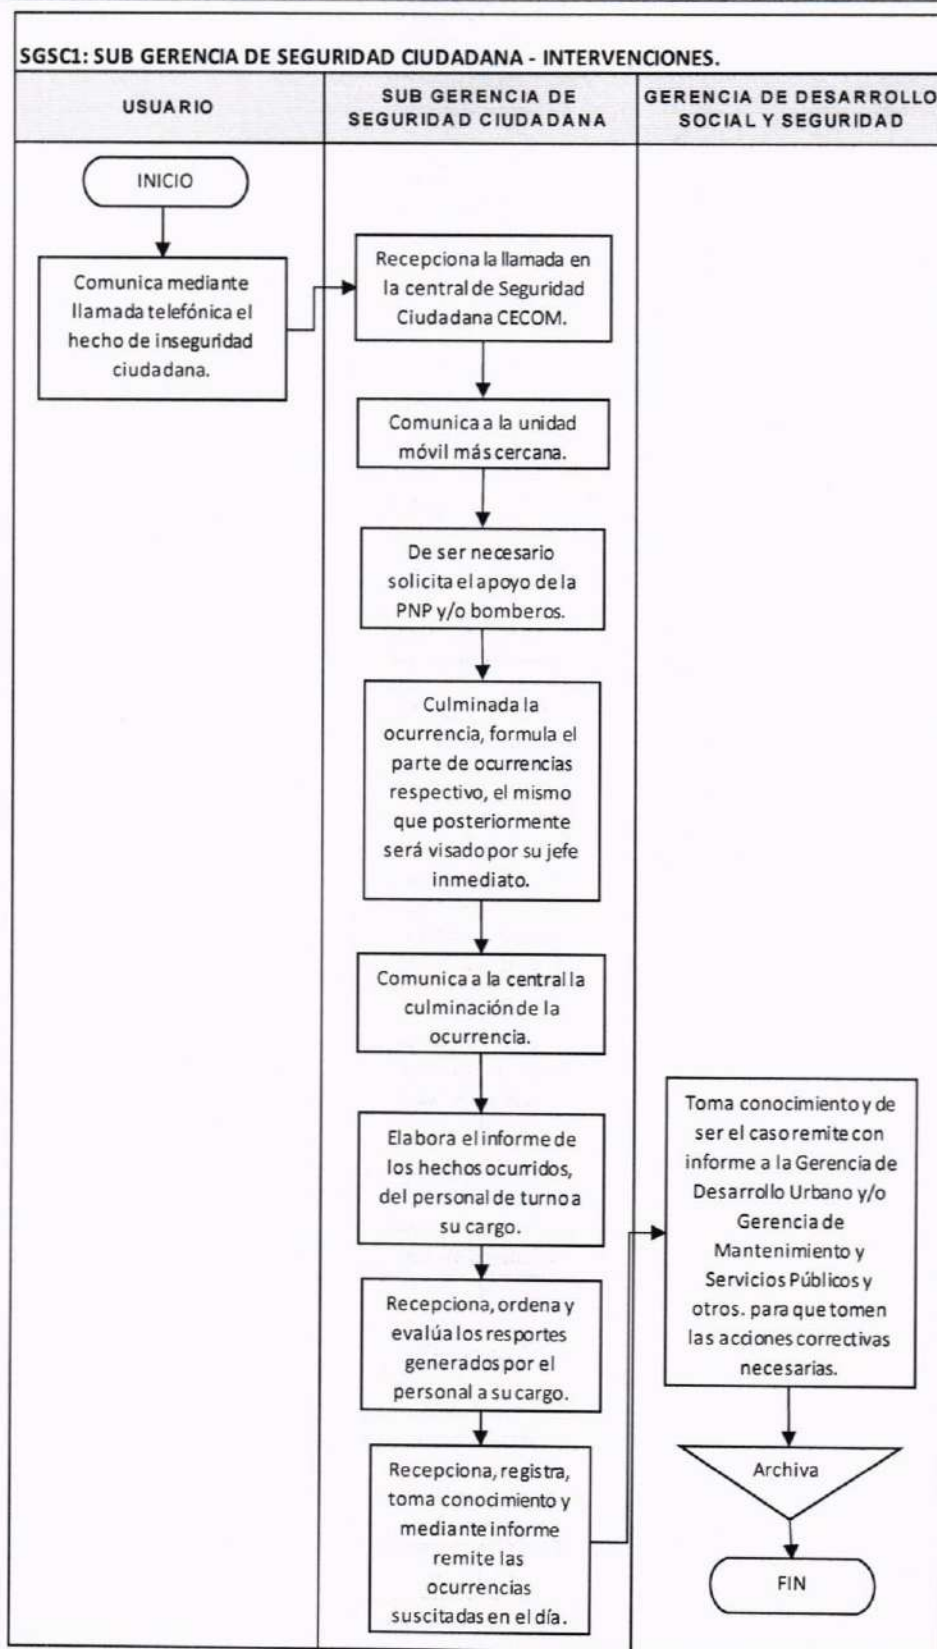 SGSC1: SUB GERENCIA DE SEGURIDAD CIUDADANA - INTERVENCIONES.
USUARIO
SUB GERENCIA DE
SEGURIDAD CIUDADANA
GERENCIA DE DESARROLLO
SOCIAL Y SEGURIDAD
INICIO
Comunica mediante
llamada telefónica el
hecho de inseguridad
ciudadana.
Recepciona la llamada en
la central de Seguridad
Ciudadana CECOM.
Comunica a la unidad
móvil más cercana.
De ser necesario
solicita el apoyo de la
PNP y/o bomberos.
Culminada la
ocurrencia, formula el
parte de ocurrencias
respectivo, el mismo
que posteriormente
será visado por su jefe
inmediato.
Comunica a la central la
culminación de la
ocurrencia.
Elabora el informe de
los hechos ocurridos,
del personal de turno a
su cargo.
Recepciona, ordena y
evalúa los resportes
generados por el
personal a su cargo.
Recepciona, registra,
toma conocimiento y
mediante informe
remite las
ocurrencias
suscitadas en el día.
Toma conocimiento y de
ser el caso remite con
informe a la Gerencia de
Desarrollo Urbano y/o
Gerencia de
Mantenimiento y
Servicios Públicos y
otros. para que tomen
las acciones correctivas
necesarias.
Archiva
FIN